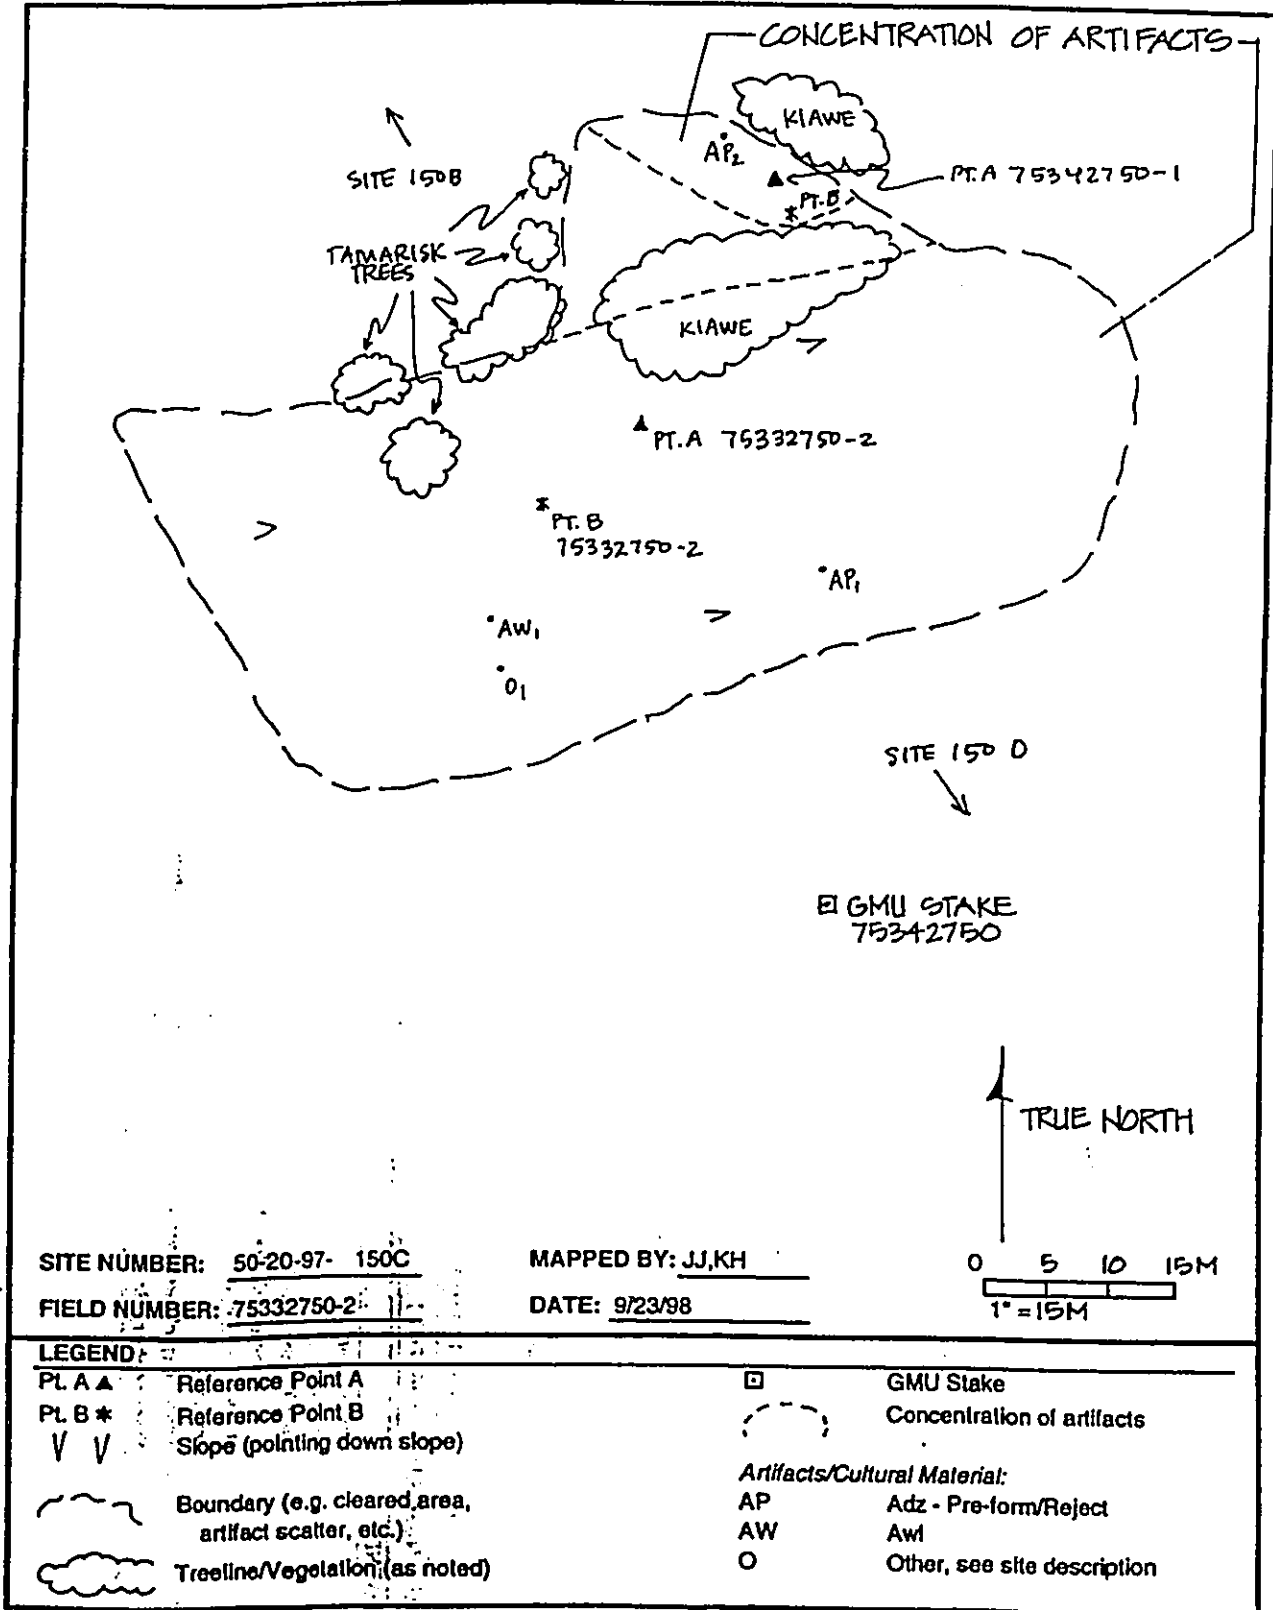 CONCENTRATION OF ARTIFACTS
KIAWE
AP2
SITE 150B
PT.A 75342750-1
PT.B
TAMARISK
TREES
KIAWE
PT.A 75332750-2
PT. B
75332750-2
AP1
AW1
O1
SITE 150 D
GMU STAKE
75342750
TRUE NORTH
SITE NUMBER: 50-20-97- 150C
MAPPED BY: JJ,KH
0 5 10 15M
FIELD NUMBER: 75332750-2
DATE: 9/23/98
1" = 15M
LEGEND:
Pt. A Reference Point A
GMU Stake
Pt. B * Reference Point B
Concentration of artifacts
Slope (pointing down slope)
Artifacts/Cultural Material:
Boundary (e.g. cleared area,
artifact scatter, etc.)
AP Adz - Pre-form/Reject
AW Awl
Treeline/Vegetation (as noted)
O Other, see site description